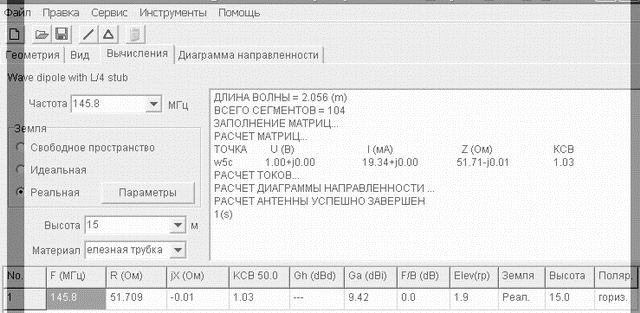 Файл Правка Сервис Инструменты Помощь
Геометрия Вид Вычисления Диаграмма направленности
Wave dipole with L/4 stub
Частота 145.8 МГц
Земля
Свободное пространство
Идеальная
Реальная Параметры
Высота 15 м
Материал елезная трубка
ДЛИНА ВОЛНЫ = 2.056 (m)
ВСЕГО СЕГМЕНТОВ = 104
ЗАПОЛНЕНИЕ МАТРИЦ...
РАСЧЕТ МАТРИЦ...
ТОЧКА U (В) I (мА) Z (Ом) КСВ
w5c 1.00+j0.00 19.34+j0.00 51.71-j0.01 1.03
РАСЧЕТ ТОКОВ...
РАСЧЕТ ДИАГРАММЫ НАПРАВЛЕННОСТИ ...
РАСЧЕТ АНТЕННЫ УСПЕШНО ЗАВЕРШЕН
1(s)
No. F (МГц) R (Ом) jX (Ом) КСВ 50.0 Gh (dBd) Ga (dBi) F/B (dB) Elev(гр) Земля Высота Поляр.
1 145.8 51.709 -0.01 1.03 --- 9.42 0.0 1.9 Реал. 15.0 гориз.